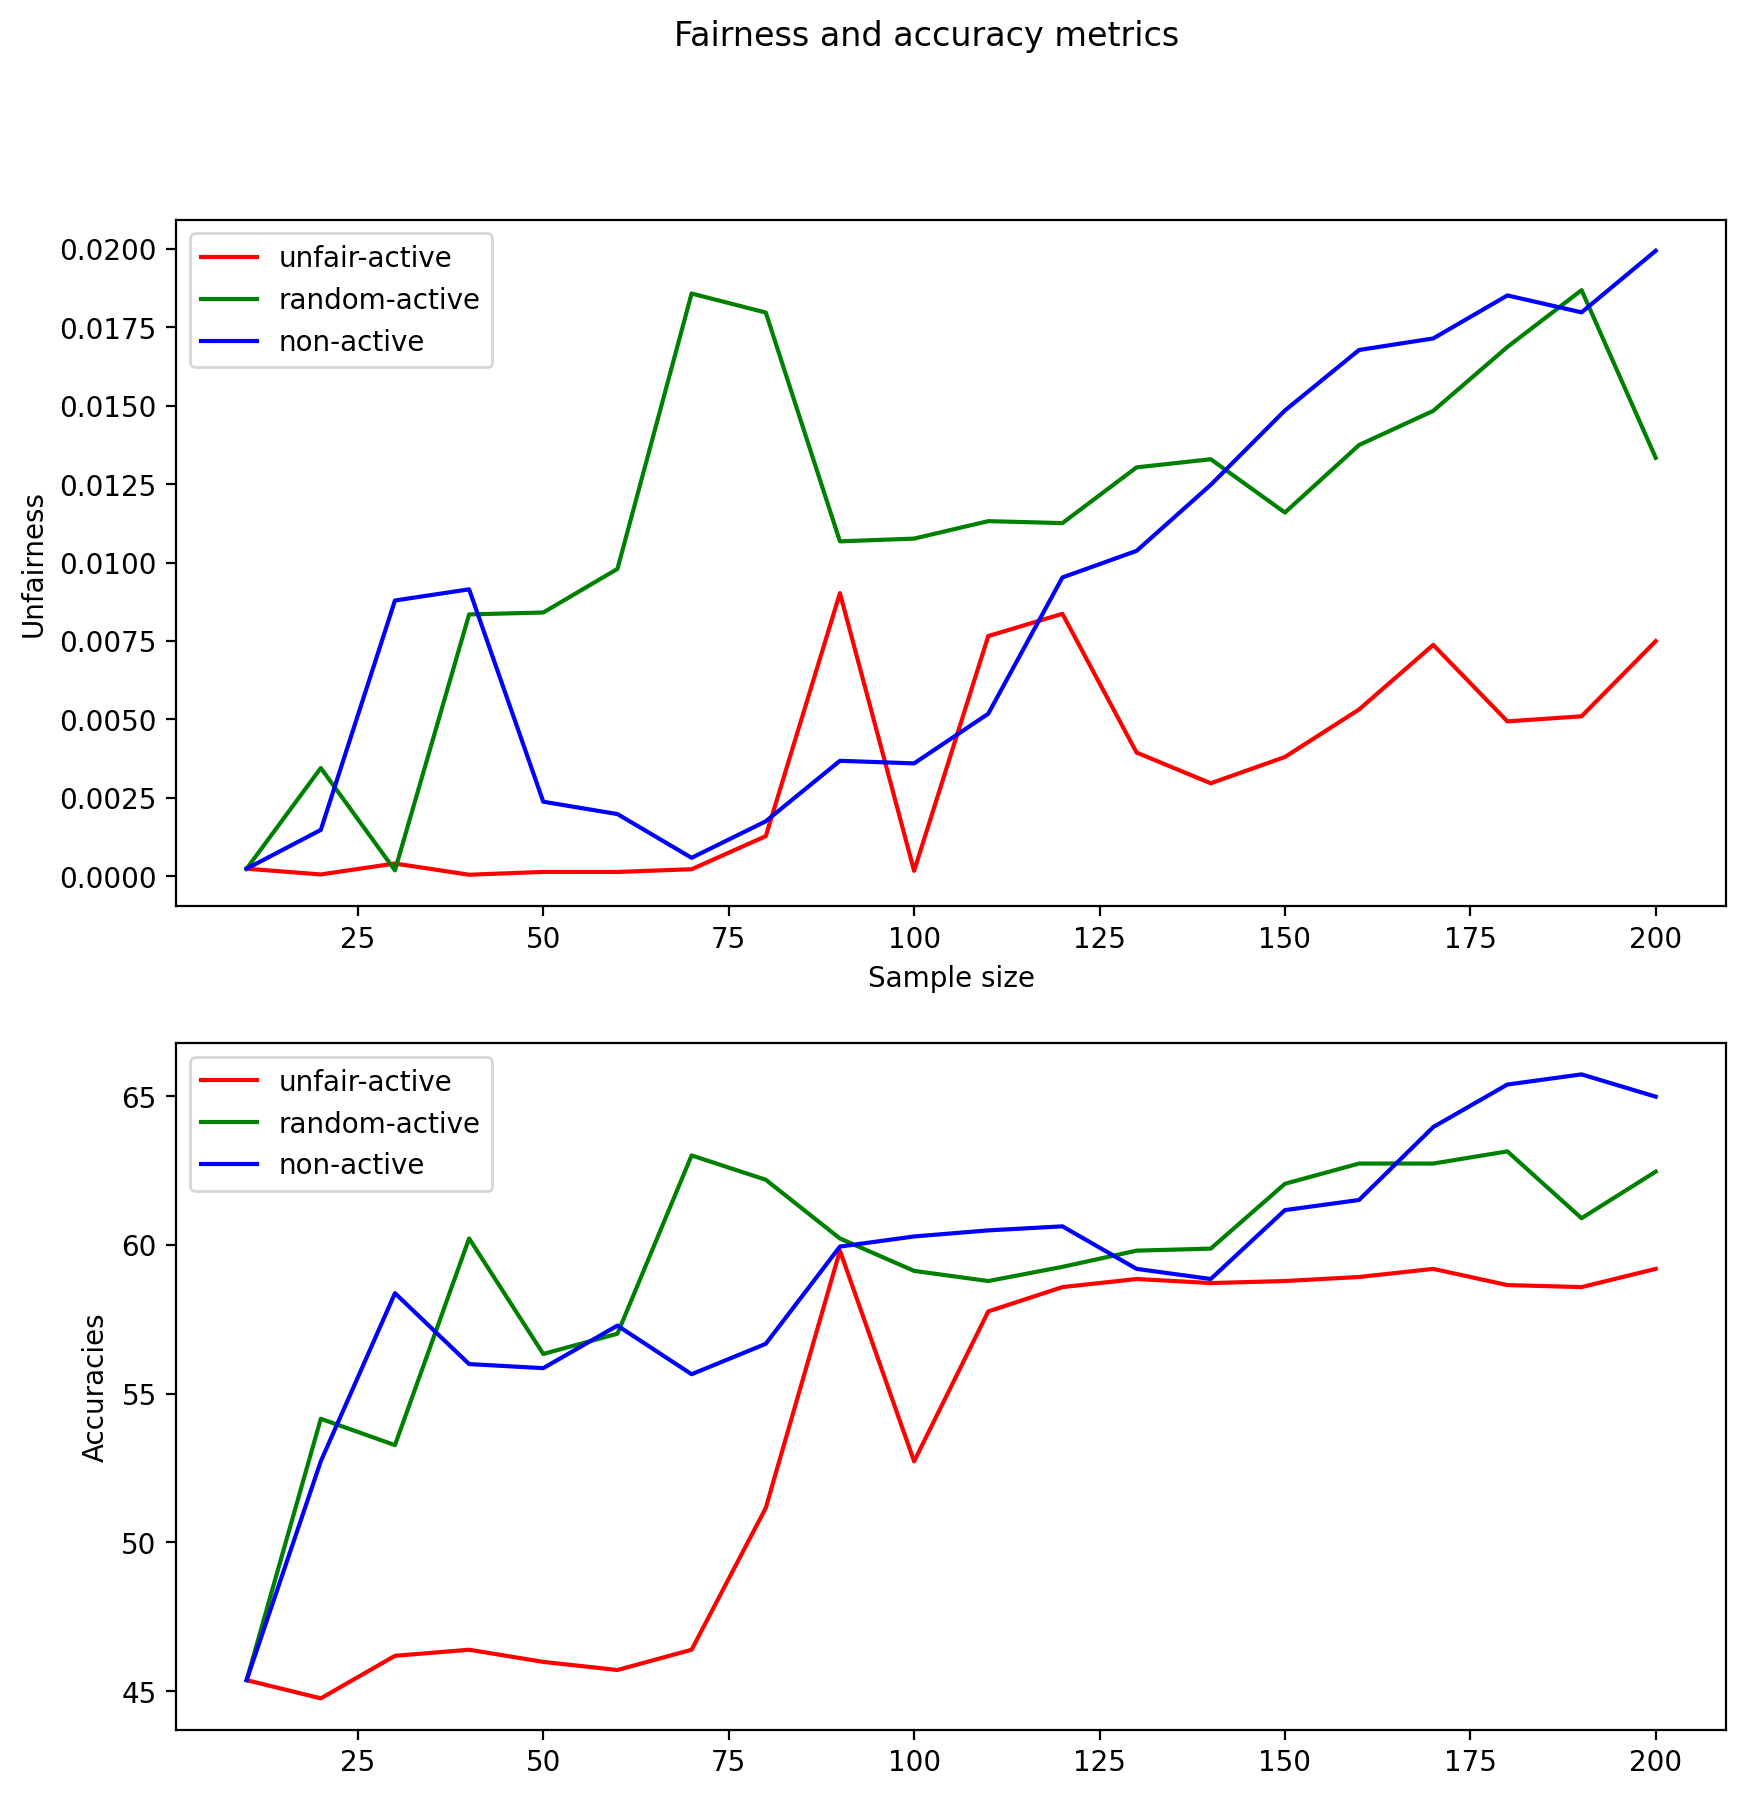 Fairness and accuracy metrics
unfair-active
random-active
non-active
0.0200
0.0175
0.0150
0.0125
0.0100
0.0075
0.0050
0.0025
0.0000
Unfairness
25 50 75 100 125 150 175 200
Sample size
unfair-active
random-active
non-active
65
60
55
50
45
Accuracies
25 50 75 100 125 150 175 200